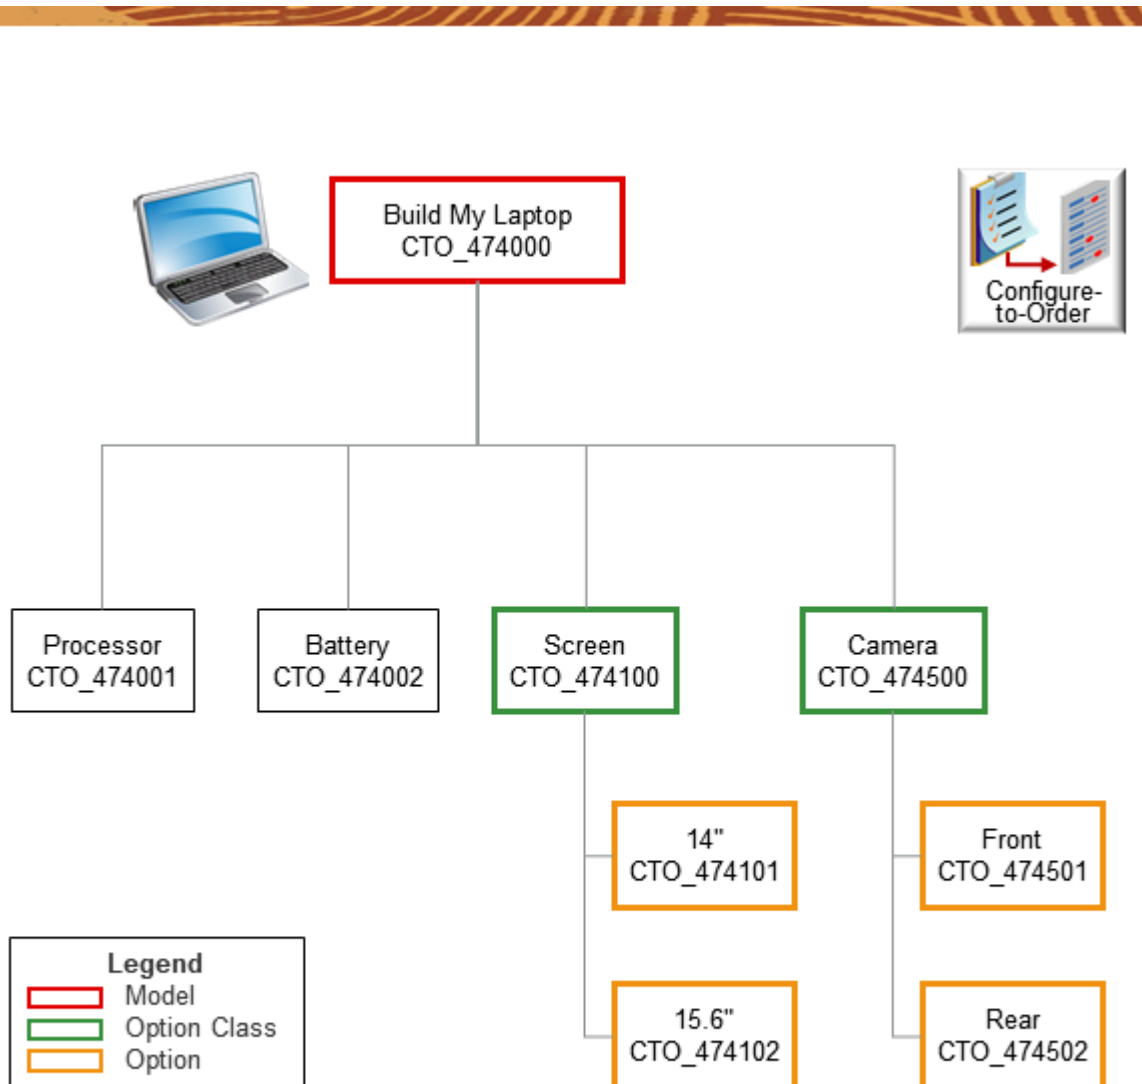 Build My Laptop
CTO_474000
Configure-
to-Order
Processor
CTO_474001
Battery
CTO_474002
Screen
CTO_474100
Camera
CTO_474500
14"
CTO_474101
Front
CTO_474501
15.6"
CTO_474102
Rear
CTO_474502
Legend
Model
Option Class
Option